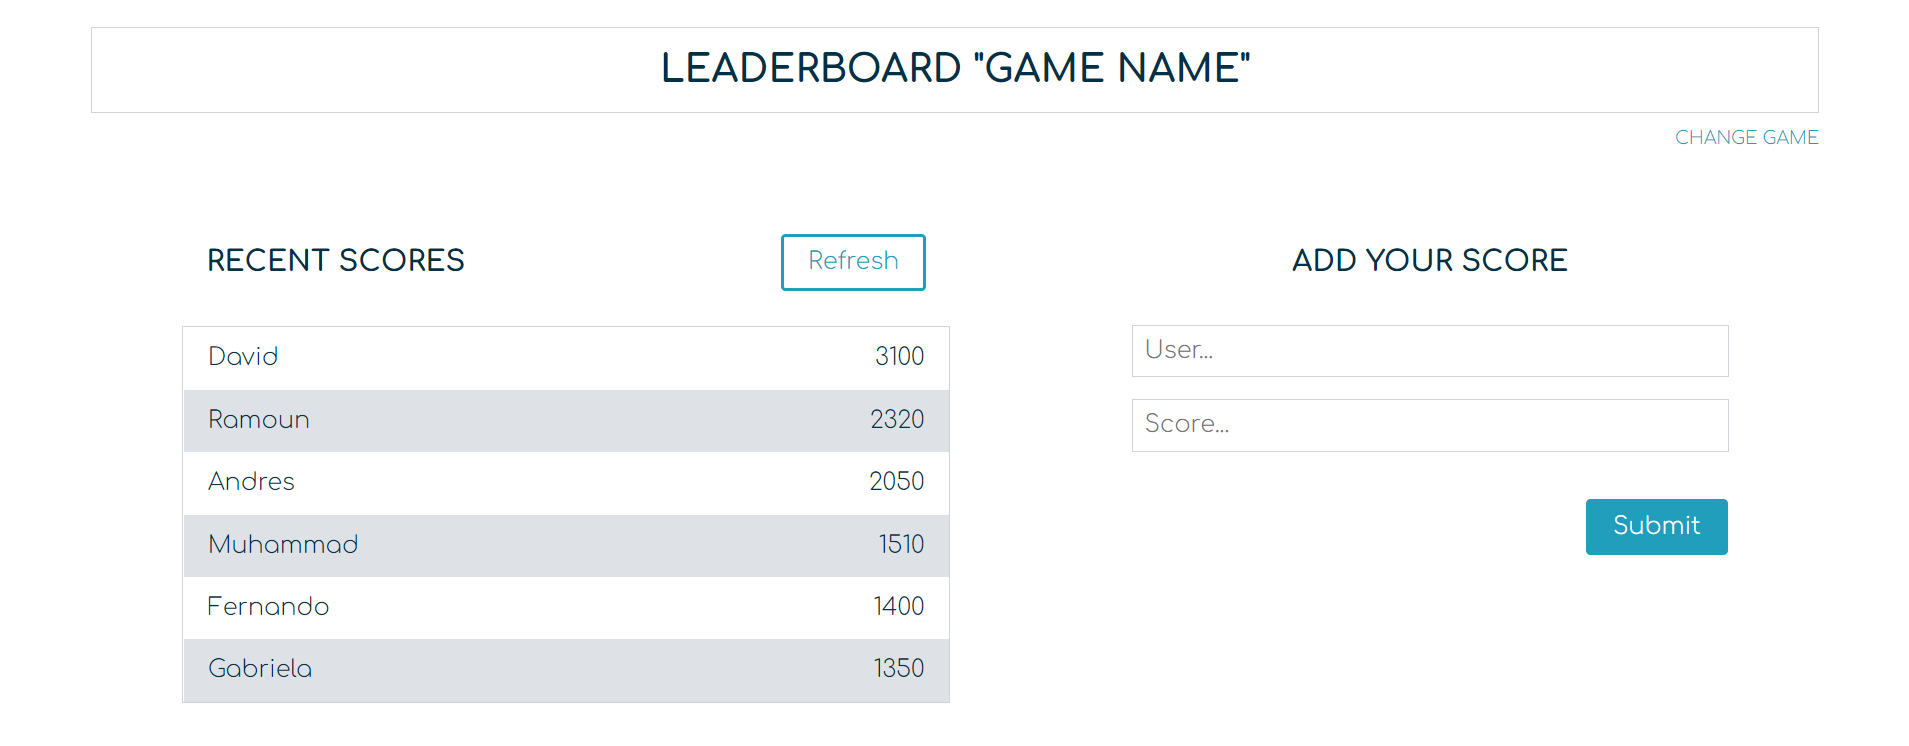 LEADERBOARD "GAME NAME"
CHANGE GAME
RECENT SCORES
Refresh
David 3100
Ramoun 2320
Andres 2050
Muhammad 1510
Fernando 1400
Gabriela 1350
ADD YOUR SCORE
User...
Score...
Submit